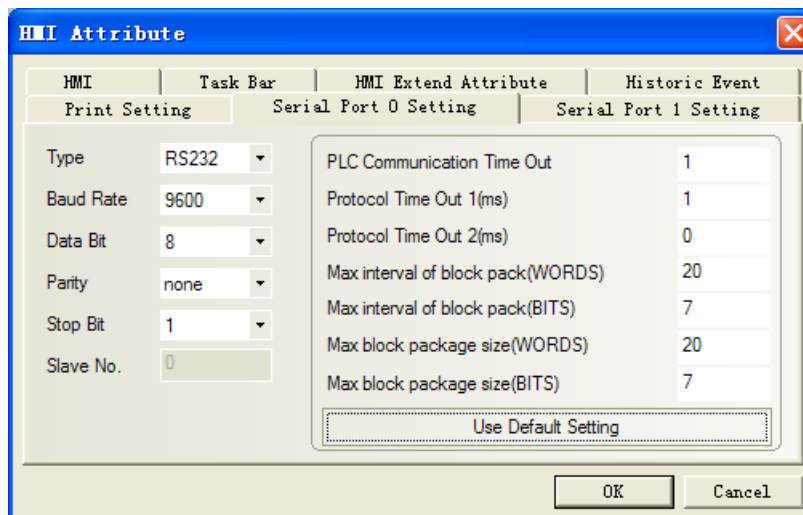 HMI Attribute
HMI Task Bar HMI Extend Attribute Historic Event
Print Setting Serial Port 0 Setting Serial Port 1 Setting
Type RS232
Baud Rate 9600
Data Bit 8
Parity none
Stop Bit 1
Slave No. 0
PLC Communication Time Out 1
Protocol Time Out 1(ms) 1
Protocol Time Out 2(ms) 0
Max interval of block pack(WORDS) 20
Max interval of block pack(BITS) 7
Max block package size(WORDS) 20
Max block package size(BITS) 7
Use Default Setting
OK Cancel